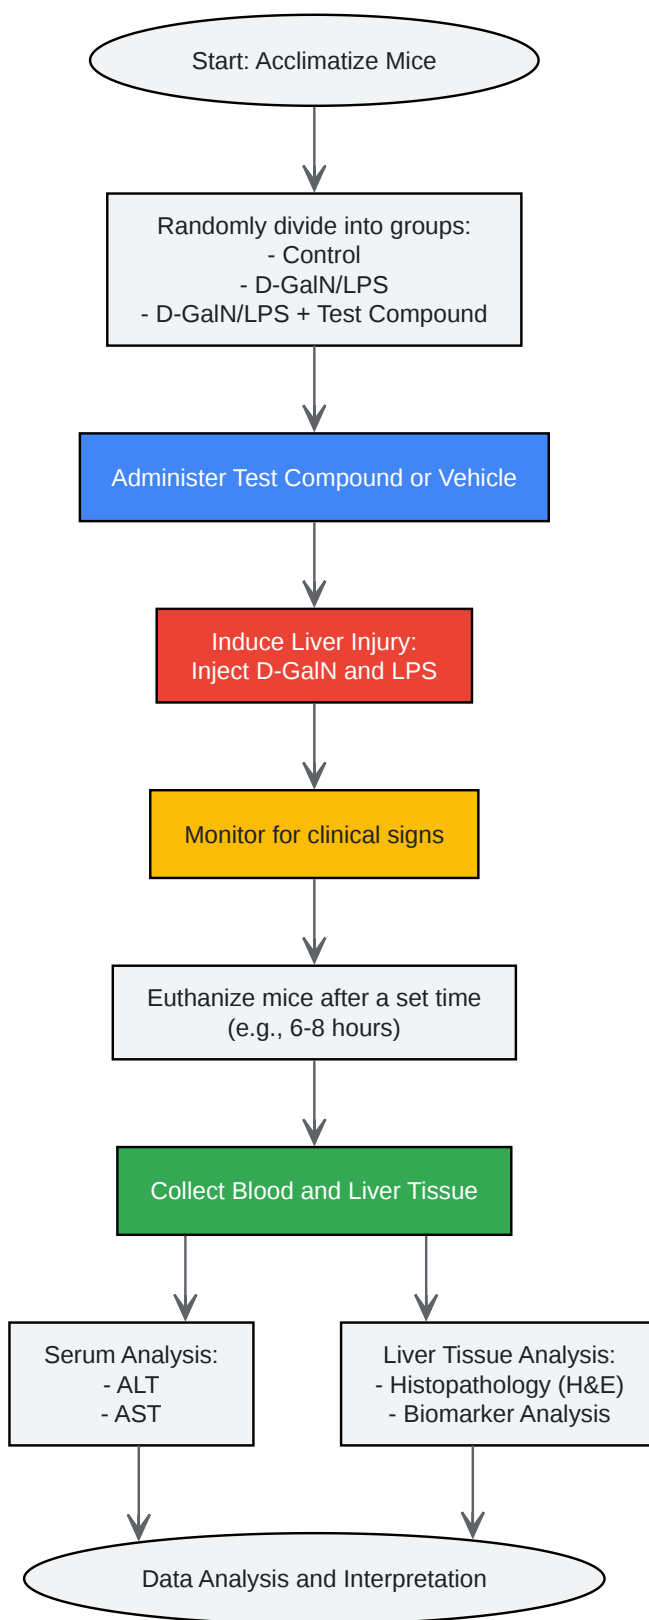 Start: Acclimatize Mice
Randomly divide into groups:
- Control
- D-GalN/LPS
- D-GalN/LPS + Test Compound
Administer Test Compound or Vehicle
Induce Liver Injury:
Inject D-GalN and LPS
Monitor for clinical signs
Euthanize mice after a set time
(e.g., 6-8 hours)
Collect Blood and Liver Tissue
Serum Analysis:
- ALT
- AST
Liver Tissue Analysis:
- Histopathology (H&E)
- Biomarker Analysis
Data Analysis and Interpretation